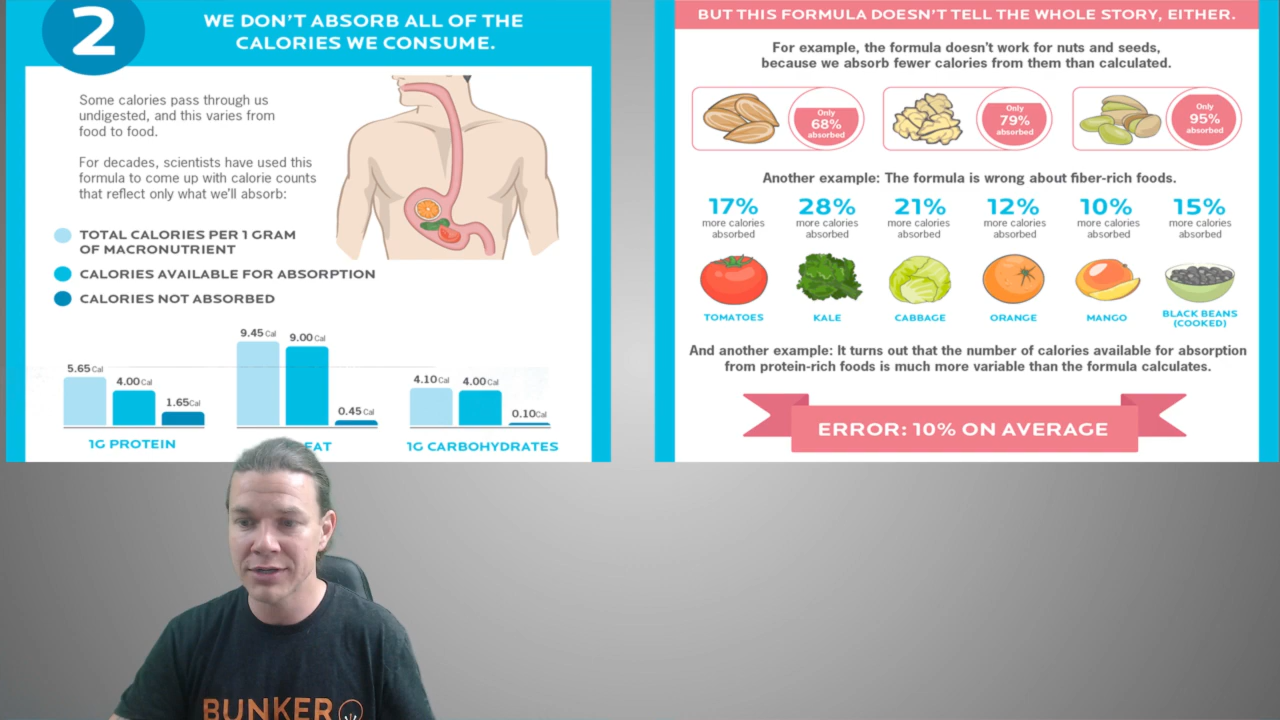 2
WE DON'T ABSORB ALL OF THE
CALORIES WE CONSUME.
Some calories pass through us
undigested, and this varies from
food to food.
For decades, scientists have used this
formula to come up with calorie counts
that reflect only what we'll absorb:
TOTAL CALORIES PER 1 GRAM
OF MACRONUTRIENT
CALORIES AVAILABLE FOR ABSORPTION
CALORIES NOT ABSORBED
5.65 Cal
4.00 Cal
1.65 Cal
9.45 Cal
9.00 Cal
0.45 Cal
4.10 Cal
4.00 Cal
0.10 Cal
1G PROTEIN
1G CARBOHYDRATES
BUT THIS FORMULA DOESN'T TELL THE WHOLE STORY, EITHER.
For example, the formula doesn't work for nuts and seeds,
because we absorb fewer calories from them than calculated.
Only
68%
absorbed
Only
79%
absorbed
Only
95%
absorbed
Another example: The formula is wrong about fiber-rich foods.
17%
more calories
absorbed
28%
more calories
absorbed
21%
more calories
absorbed
12%
more calories
absorbed
10%
more calories
absorbed
15%
more calories
absorbed
TOMATOES
KALE
CABBAGE
ORANGE
MANGO
BLACK BEANS
(COOKED)
And another example: It turns out that the number of calories available for absorption
from protein-rich foods is much more variable than the formula calculates.
ERROR: 10% ON AVERAGE
BUNKER